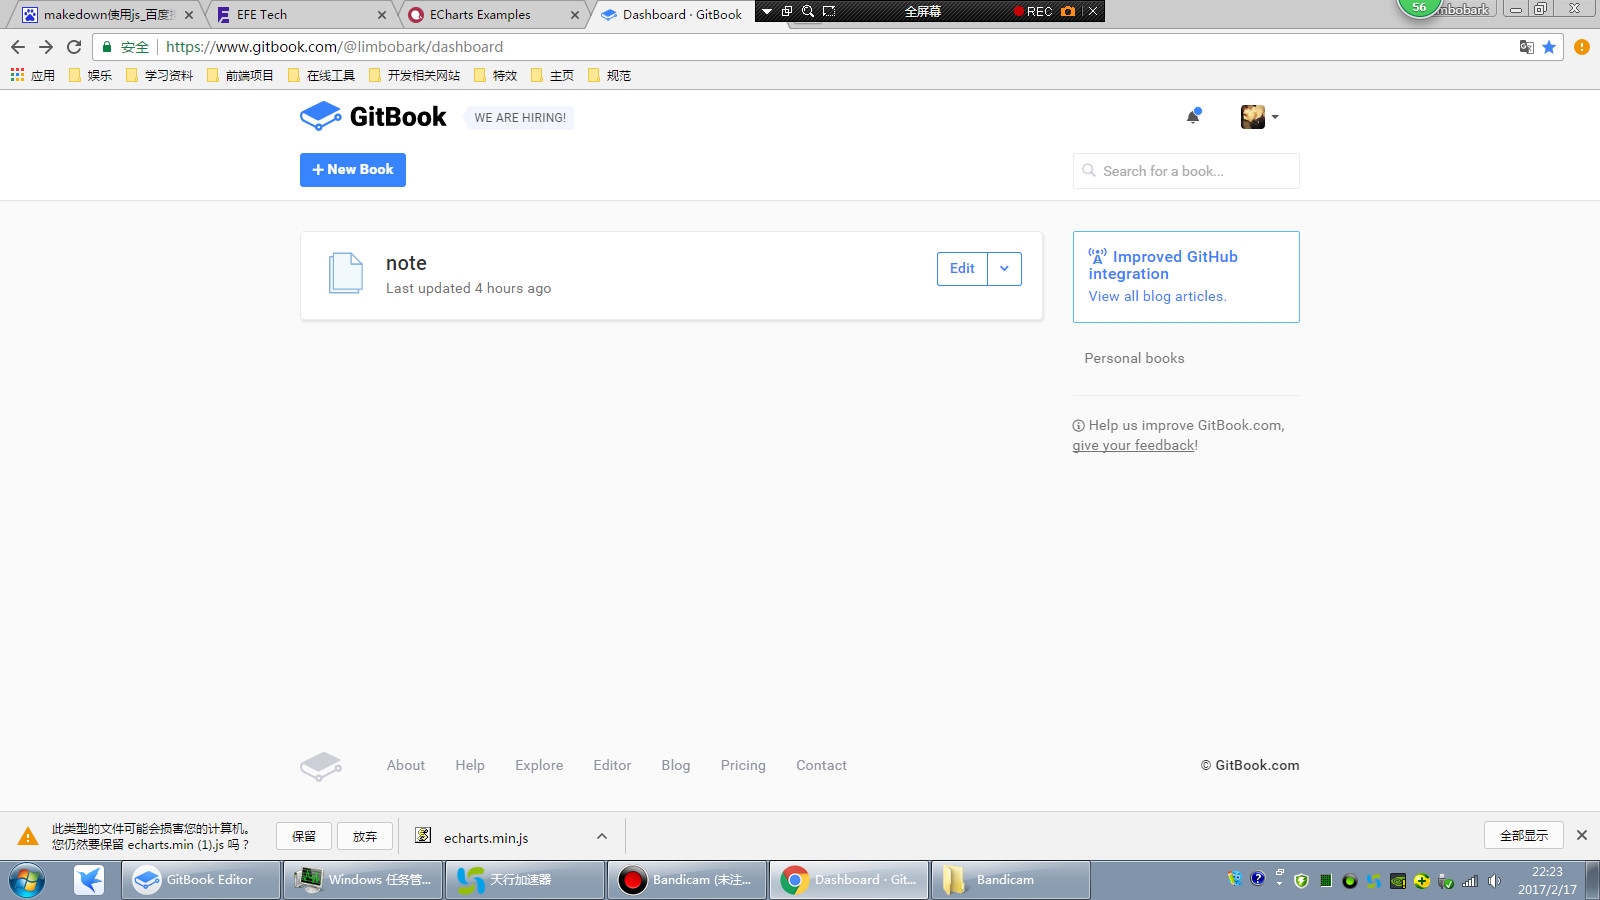 makedown使用js_百度
EFE Tech
ECharts Examples
Dashboard · GitBook
全屏幕
REC
56
mbobark
安全
https://www.gitbook.com/@limbobark/dashboard
应用
娱乐
学习资料
前端项目
在线工具
开发相关网站
特效
主页
规范
GitBook
WE ARE HIRING!
+ New Book
Search for a book...
note
Last updated 4 hours ago
Edit
Improved GitHub
integration
View all blog articles.
Personal books
Help us improve GitBook.com,
give your feedback!
About
Help
Explore
Editor
Blog
Pricing
Contact
© GitBook.com
此类型的文件可能会损害您的计算机。
您仍然要保留 echarts.min (1).js 吗？
保留
放弃
echarts.min.js
全部显示
GitBook Editor
Windows 任务管...
天行加速器
Bandicam (未注...
Dashboard · Git...
Bandicam
22:23
2017/2/17